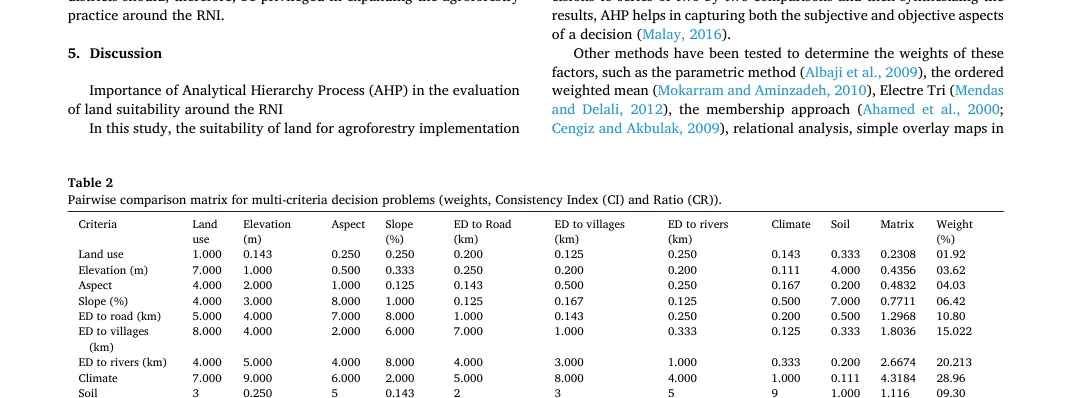 districts should, therefore, be privileged in expanding the agroforestry
practice around the RNI.
5. Discussion
Importance of Analytical Hierarchy Process (AHP) in the evaluation
of land suitability around the RNI
In this study, the suitability of land for agroforestry implementation
results, AHP helps in capturing both the subjective and objective aspects
of a decision (Malay, 2016).
Other methods have been tested to determine the weights of these
factors, such as the parametric method (Albaji et al., 2009), the ordered
weighted mean (Mokarram and Aminzadeh, 2010), Electre Tri (Mendas
and Delali, 2012), the membership approach (Ahamed et al., 2000;
Cengiz and Akbulak, 2009), relational analysis, simple overlay maps in
Table 2
Pairwise comparison matrix for multi-criteria decision problems (weights, Consistency Index (CI) and Ratio (CR)).
Criteria Land Elevation Aspect Slope ED to Road ED to villages ED to rivers Climate Soil Matrix Weight
use (m) (%) (km) (km) (km) (%)
Land use 1.000 0.143 0.250 0.250 0.200 0.125 0.250 0.143 0.333 0.2308 01.92
Elevation (m) 7.000 1.000 0.500 0.333 0.250 0.200 0.200 0.111 4.000 0.4356 03.62
Aspect 4.000 2.000 1.000 0.125 0.143 0.500 0.250 0.167 0.200 0.4832 04.03
Slope (%) 4.000 3.000 8.000 1.000 0.125 0.167 0.125 0.500 7.000 0.7711 06.42
ED to road (km) 5.000 4.000 7.000 8.000 1.000 0.143 0.250 0.200 0.500 1.2968 10.80
ED to villages 8.000 4.000 2.000 6.000 7.000 1.000 0.333 0.125 0.333 1.8036 15.022
(km)
ED to rivers (km) 4.000 5.000 4.000 8.000 4.000 3.000 1.000 0.333 0.200 2.6674 20.213
Climate 7.000 9.000 6.000 2.000 5.000 8.000 4.000 1.000 0.111 4.3184 28.96
Soil 3 0.250 5 0.143 2 3 5 9 1.000 1.116 09.30